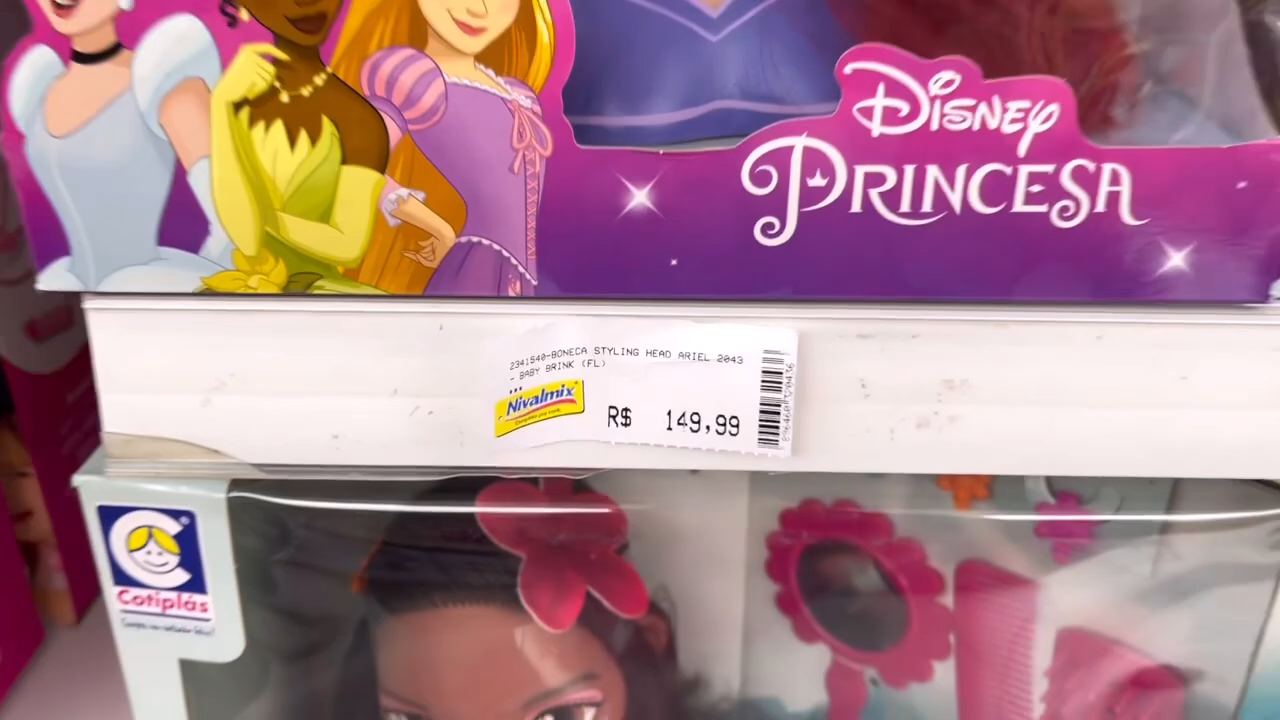 Disney
PRINCESA
2341540-BONECA STYLING HEAD ARIEL 2043
- BABY BRINK (FL)
Nivalmix
R$ 149,99
Cotiplás